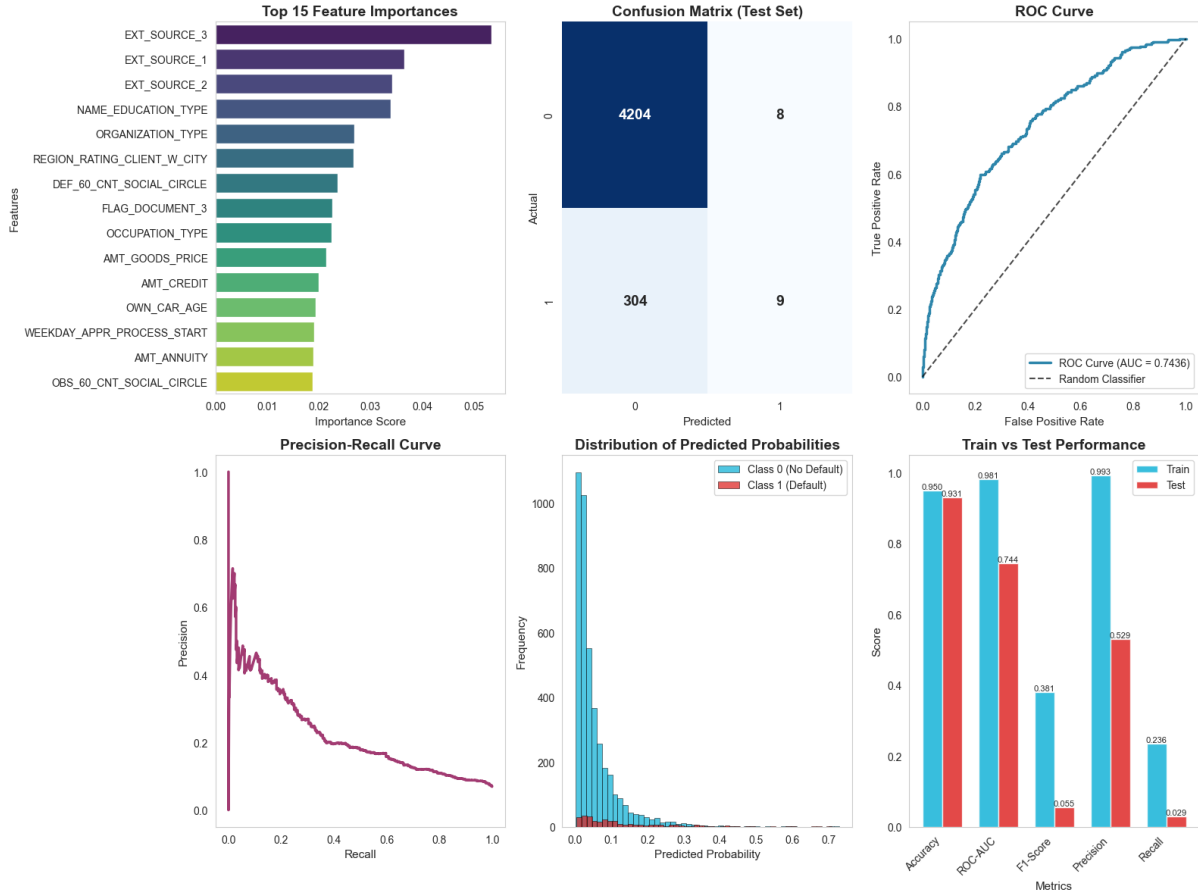 Top 15 Feature Importances
Features
EXT_SOURCE_3
EXT_SOURCE_1
EXT_SOURCE_2
NAME_EDUCATION_TYPE
ORGANIZATION_TYPE
REGION_RATING_CLIENT_W_CITY
DEF_60_CNT_SOCIAL_CIRCLE
FLAG_DOCUMENT_3
OCCUPATION_TYPE
AMT_GOODS_PRICE
AMT_CREDIT
OWN_CAR_AGE
WEEKDAY_APPR_PROCESS_START
AMT_ANNUITY
OBS_60_CNT_SOCIAL_CIRCLE
0.00 0.01 0.02 0.03 0.04 0.05
Importance Score
Confusion Matrix (Test Set)
Actual
0
1
4204 8
304 9
0 1
Predicted
ROC Curve
True Positive Rate
1.0
0.8
0.6
0.4
0.2
0.0
ROC Curve (AUC = 0.7436)
Random Classifier
0.0 0.2 0.4 0.6 0.8 1.0
False Positive Rate
Precision-Recall Curve
Precision
1.0
0.8
0.6
0.4
0.2
0.0
0.0 0.2 0.4 0.6 0.8 1.0
Recall
Distribution of Predicted Probabilities
Frequency
1000
800
600
400
200
0
Class 0 (No Default)
Class 1 (Default)
0.0 0.1 0.2 0.3 0.4 0.5 0.6 0.7
Predicted Probability
Train vs Test Performance
Score
1.0
0.8
0.6
0.4
0.2
0.0
Train
Test
0.950 0.931
0.981 0.744
0.381 0.055
0.993 0.529
0.236 0.029
Accuracy
ROC-AUC
F1-Score
Precision
Recall
Metrics